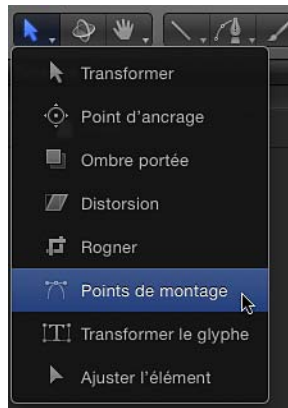 Transformer
Point d'ancrage
Ombre portée
Distorsion
Rogner
Points de montage
Transformer le glyphe
Ajuster l'élément